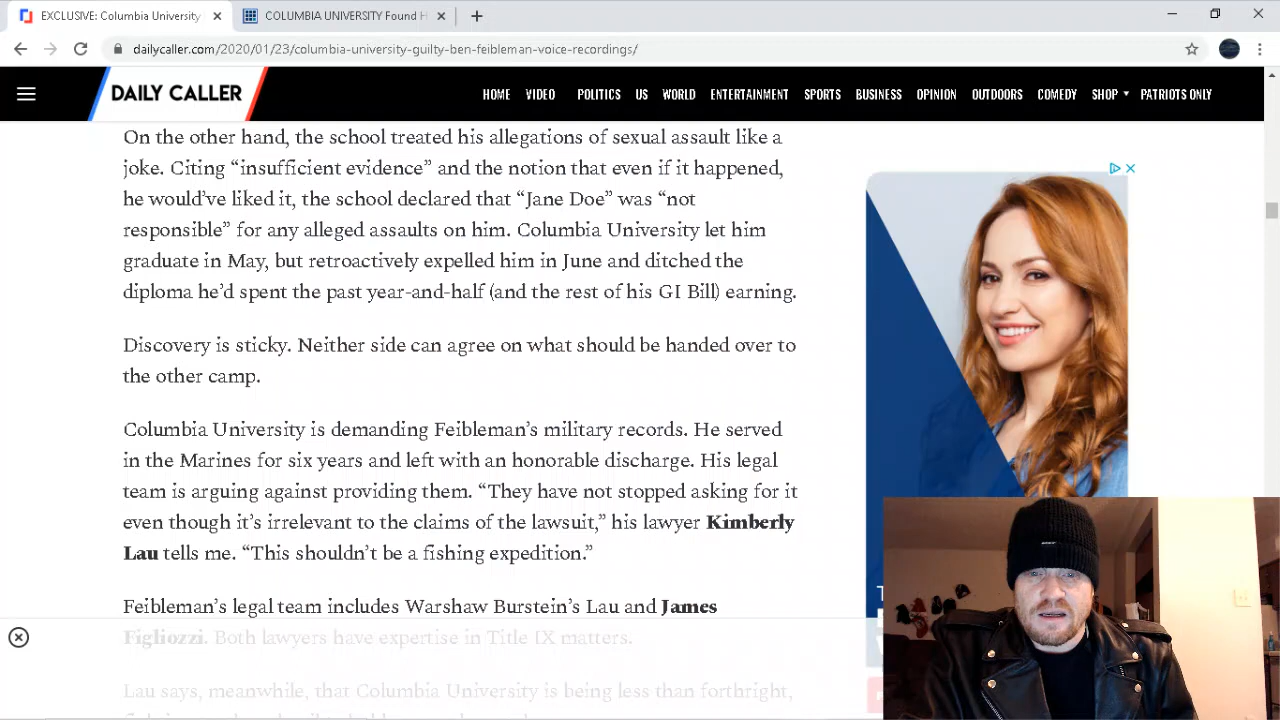 EXCLUSIVE: Columbia University
COLUMBIA UNIVERSITY Found H
dailycaller.com/2020/01/23/columbia-university-guilty-ben-feibleman-voice-recordings/
DAILY CALLER
HOME VIDEO POLITICS US WORLD ENTERTAINMENT SPORTS BUSINESS OPINION OUTDOORS COMEDY SHOP PATRIOTS ONLY
On the other hand, the school treated his allegations of sexual assault like a
joke. Citing “insufficient evidence” and the notion that even if it happened,
he would’ve liked it, the school declared that “Jane Doe” was “not
responsible” for any alleged assaults on him. Columbia University let him
graduate in May, but retroactively expelled him in June and ditched the
diploma he’d spent the past year-and-half (and the rest of his GI Bill) earning.
Discovery is sticky. Neither side can agree on what should be handed over to
the other camp.
Columbia University is demanding Feibleman’s military records. He served
in the Marines for six years and left with an honorable discharge. His legal
team is arguing against providing them. “They have not stopped asking for it
even though it’s irrelevant to the claims of the lawsuit,” his lawyer Kimberly
Lau tells me. “This shouldn’t be a fishing expedition.”
Feibleman’s legal team includes Warshaw Burstein’s Lau and James
Figliozzi. Both lawyers have expertise in Title IX matters.
Lau says, meanwhile, that Columbia University is being less than forthright,